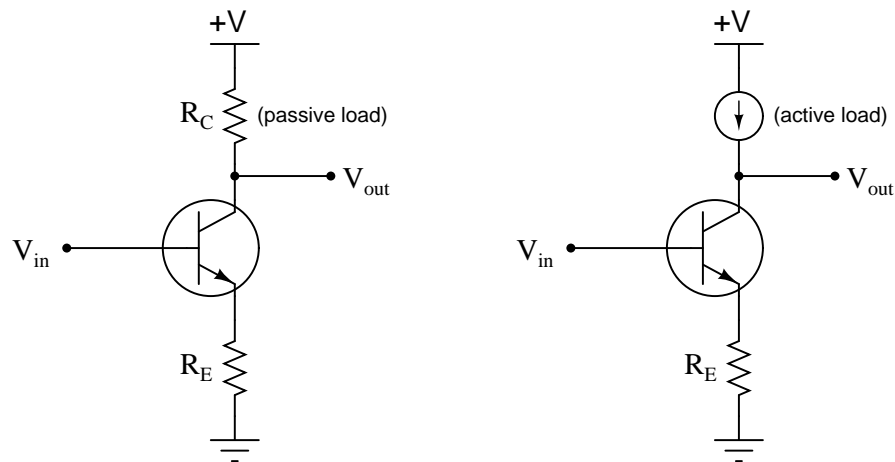 +V
R_C (passive load)
V_out
V_in
R_E
+V
(active load)
V_out
V_in
R_E